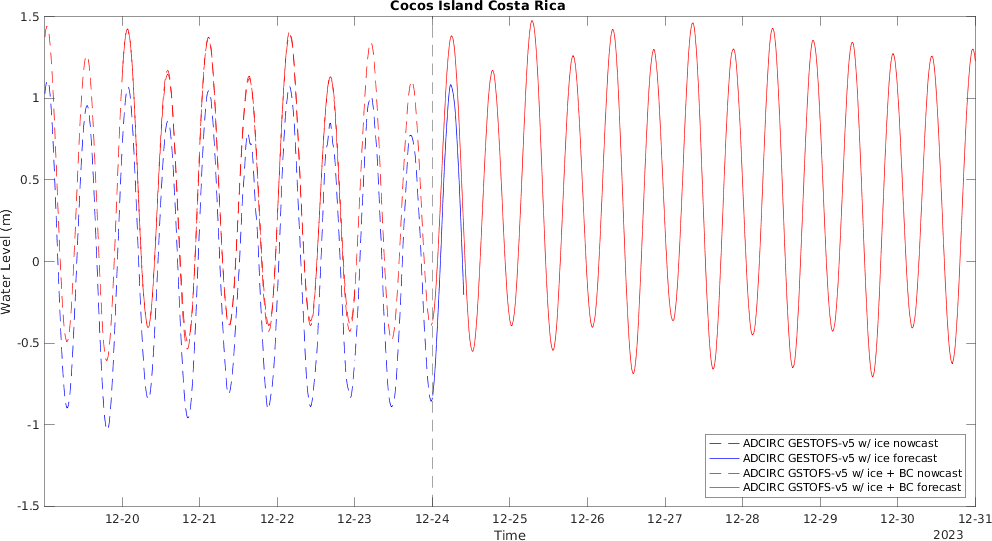 Cocos Island Costa Rica
Water Level (m)
1.5
1
0.5
0
-0.5
-1
-1.5
ADCIRC GESTOFS-v5 w/ ice nowcast
ADCIRC GESTOFS-v5 w/ ice forecast
ADCIRC GSTOFS-v5 w/ ice + BC nowcast
ADCIRC GSTOFS-v5 w/ ice + BC forecast
12-20 12-21 12-22 12-23 12-24 12-25 12-26 12-27 12-28 12-29 12-30 12-31
Time
2023